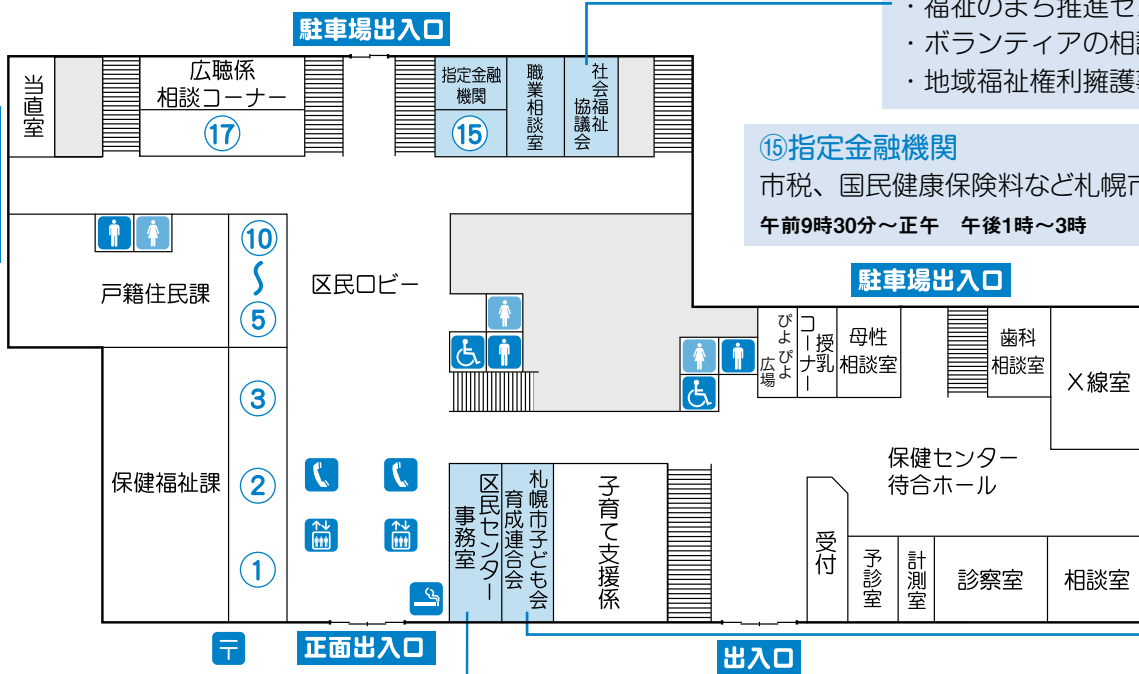 駐車場出入口
・福祉のまち推進セ
・ボランティアの相談
・地域福祉権利擁護
当直室
広聴係
相談コーナー
⑰
指定金融
機関
⑮
職業相談室
社会福祉
協議会
⑮指定金融機関
市税、国民健康保険料など札幌市
午前9時30分～正午 午後1時～3時
戸籍住民課
⑩
〜
⑤
区民ロビー
駐車場出入口
ぴよぴよ
広場
授乳
コーナー
母性
相談室
歯科
相談室
X線室
③
保健福祉課
②
①
区民センター
事務室
札幌市子ども会
育成連合会
子育て支援係
保健センター
待合ホール
受付
予診室
計測室
診察室
相談室
〒
正面出入口
出入口